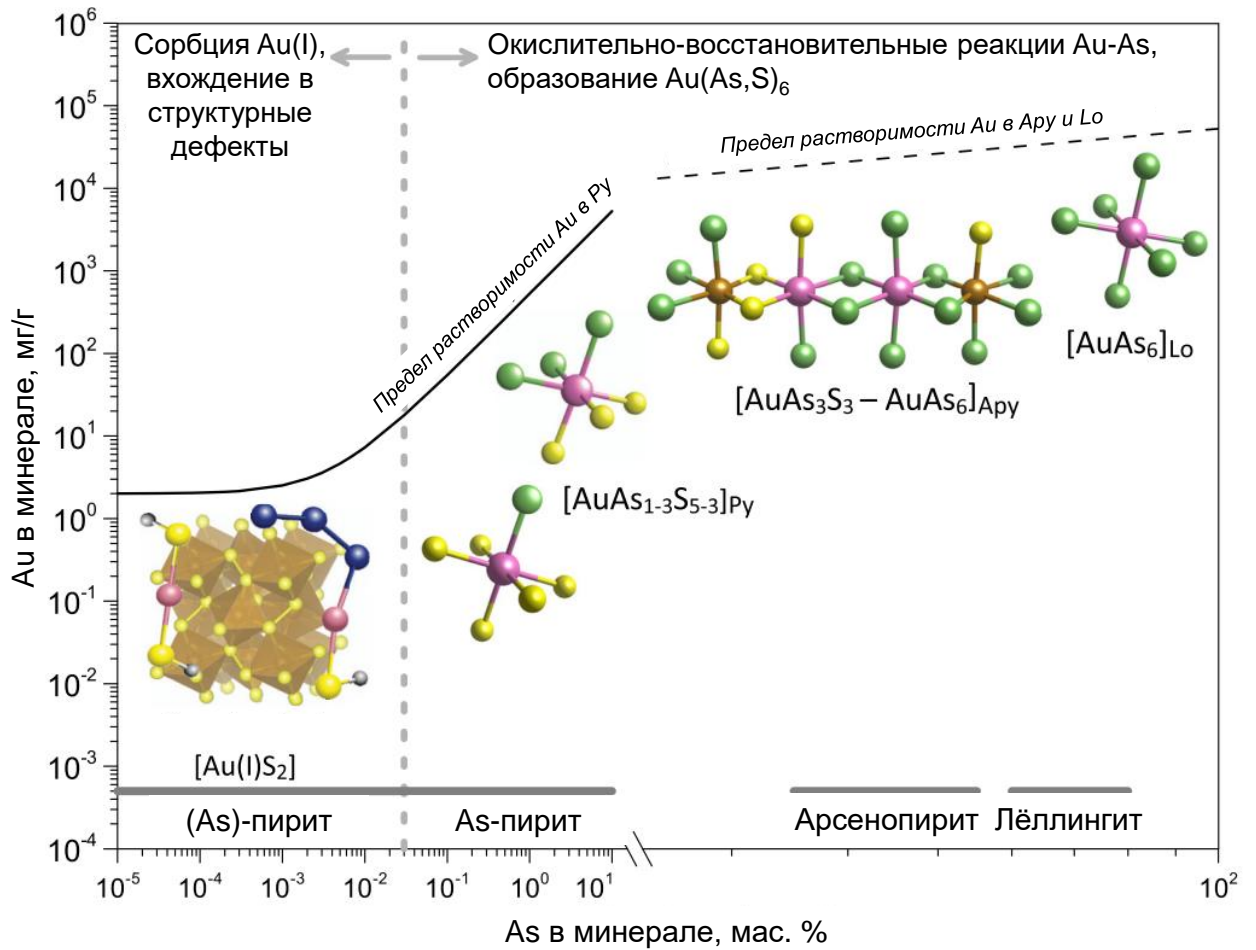 Сорбция Au(I),
вхождение в
структурные
дефекты
Окислительно-восстановительные реакции Au-As,
образование Au(As,S)6
Предел растворимости Au в Apy и Lo
Предел растворимости Au в Py
[AuAs6]Lo
[AuAs3S3 – AuAs6]Apy
[AuAs1-3S5-3]Py
[Au(I)S2]
(As)-пирит
As-пирит
Арсенопирит
Лёллингит
Au в минерале, мг/г
10^6
10^5
10^4
10^3
10^2
10^1
10^0
10^-1
10^-2
10^-3
10^-4
10^-5
10^-4
10^-3
10^-2
10^-1
10^0
10^1
10^2
As в минерале, мас. %